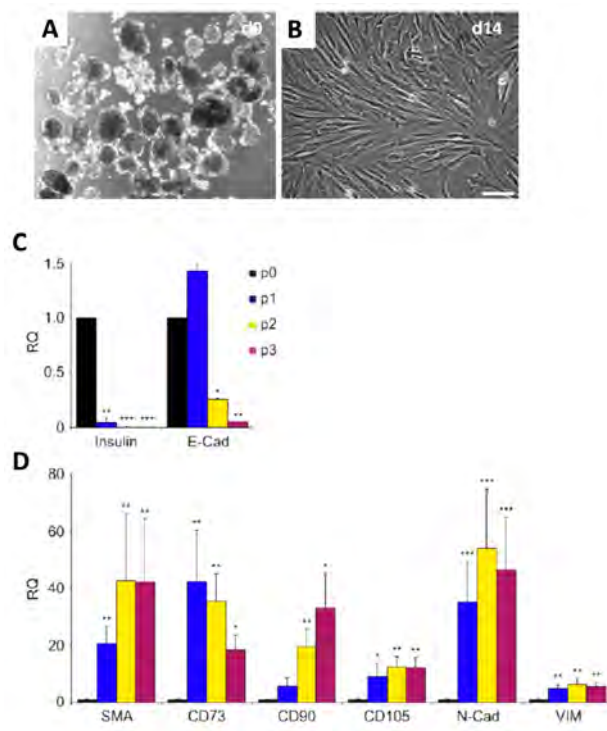 A d0
B d14
C
1.5
1.0
0.5
0
RQ
Insulin E-Cad
p0
p1
p2
p3
** *** *** * **
D
80
60
40
20
0
RQ
** ** ** ** ** * ** * * ** ** *** *** *** ** ** **
SMA CD73 CD90 CD105 N-Cad VIM